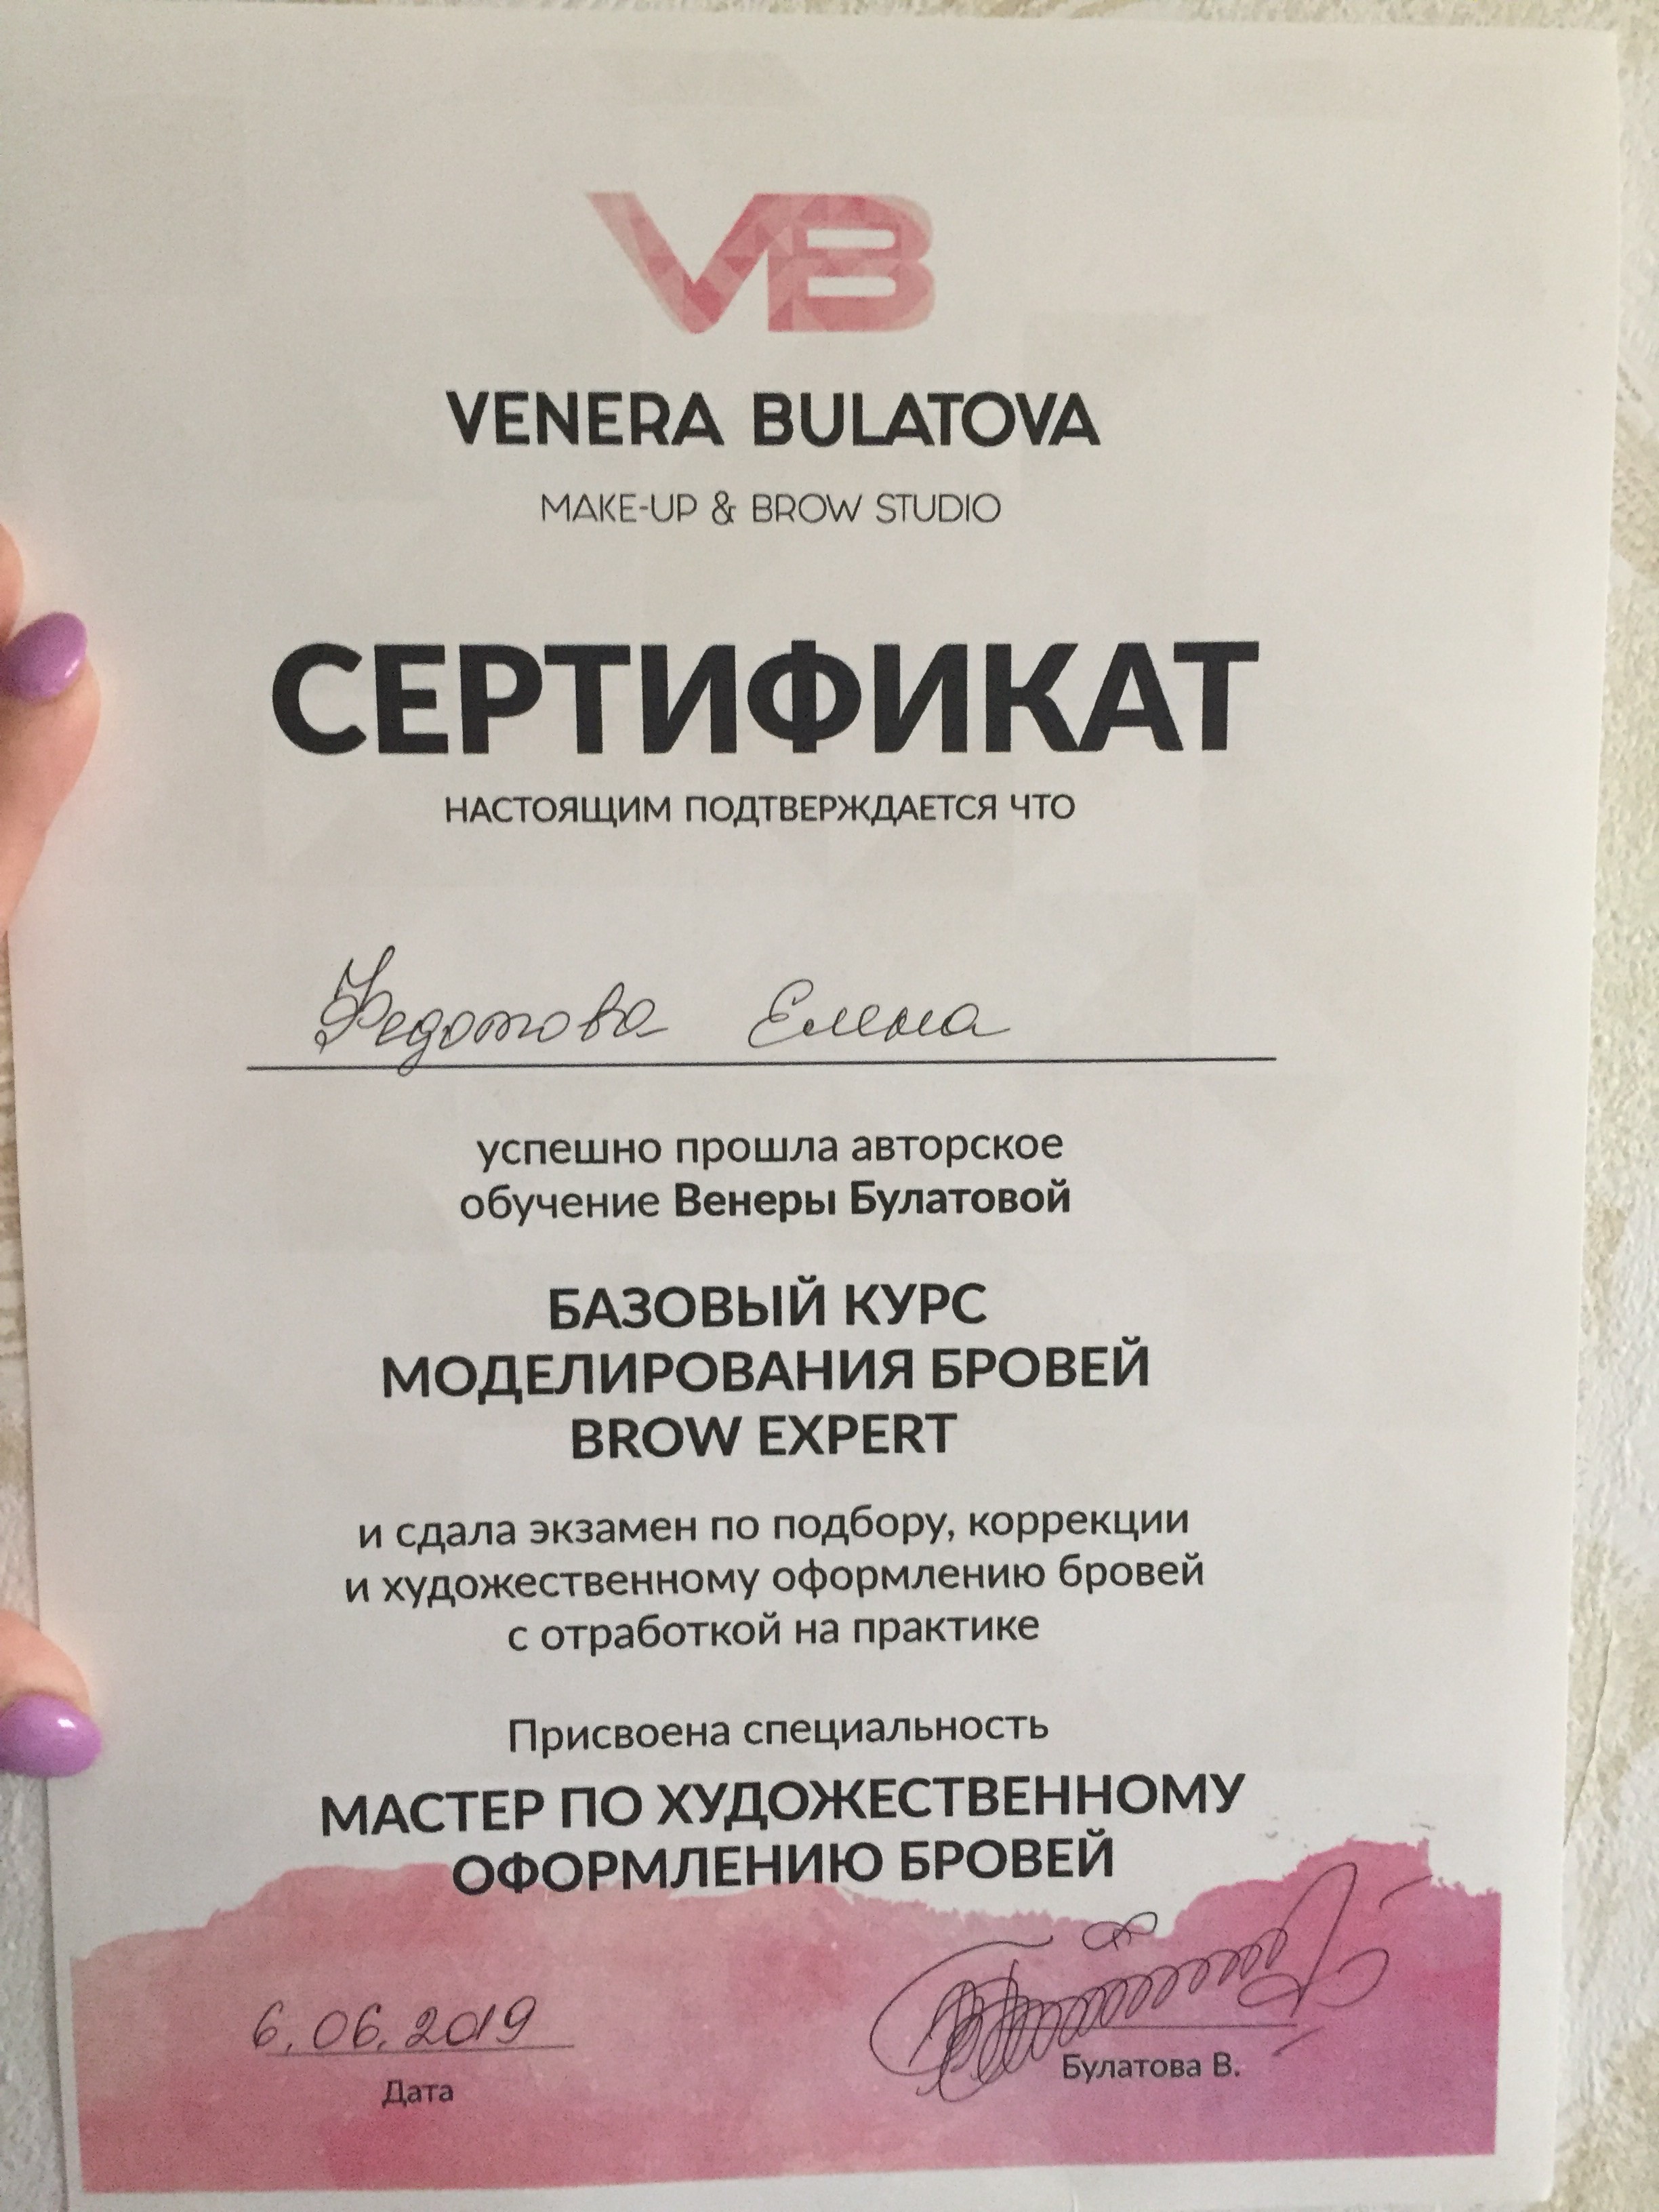 VB
VENERA BULATOVA
MAKE-UP & BROW STUDIO
СЕРТИФИКАТ
НАСТОЯЩИМ ПОДТВЕРЖДАЕТСЯ ЧТО
Федотова Елена
успешно прошла авторское
обучение Венеры Булатовой
БАЗОВЫЙ КУРС
МОДЕЛИРОВАНИЯ БРОВЕЙ
BROW EXPERT
и сдала экзамен по подбору, коррекции
и художественному оформлению бровей
с отработкой на практике
Присвоена специальность
МАСТЕР ПО ХУДОЖЕСТВЕННОМУ
ОФОРМЛЕНИЮ БРОВЕЙ
6.06.2019
Дата
Булатова В.